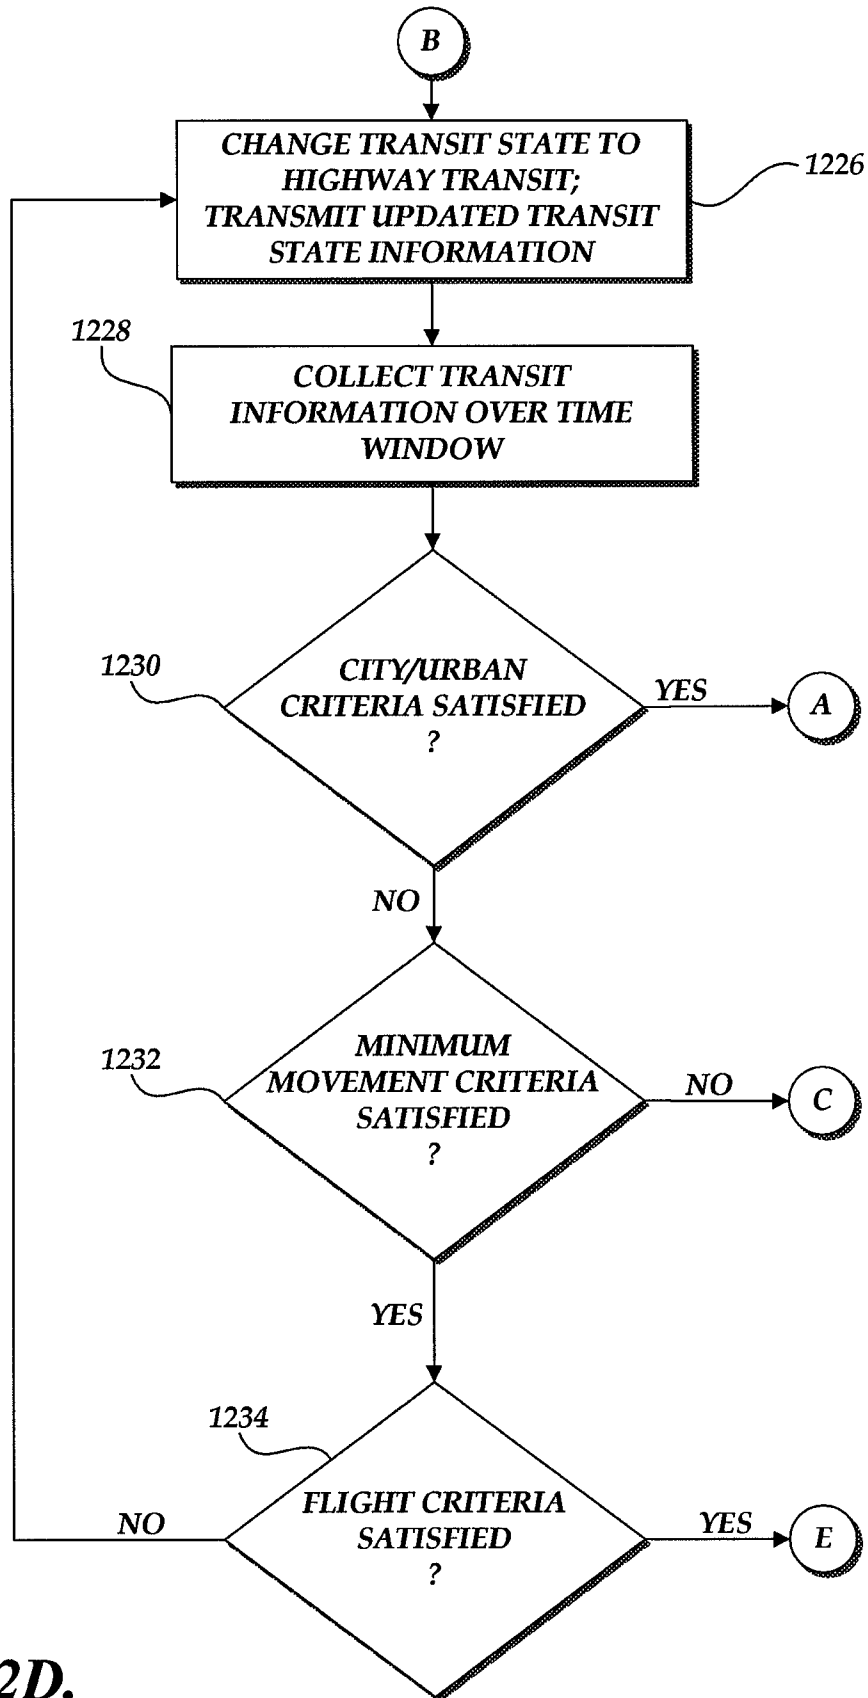 B
CHANGE TRANSIT STATE TO
HIGHWAY TRANSIT;
TRANSMIT UPDATED TRANSIT
STATE INFORMATION
1226
1228
COLLECT TRANSIT
INFORMATION OVER TIME
WINDOW
1230
CITY/URBAN
CRITERIA SATISFIED
?
YES
A
NO
1232
MINIMUM
MOVEMENT CRITERIA
SATISFIED
?
NO
C
YES
1234
FLIGHT CRITERIA
SATISFIED
?
NO
YES
E
2D.